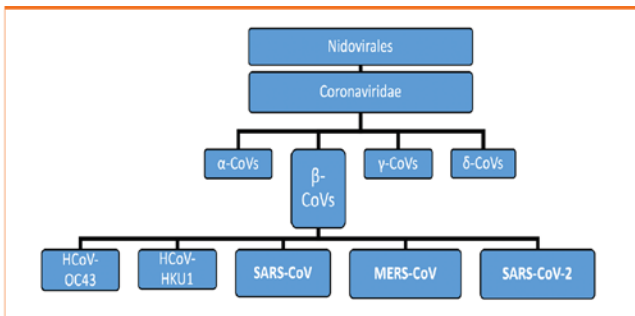 Nidovirales
Coronaviridae
α-CoVs
β-
CoVs
γ-CoVs
δ-CoVs
HCoV-
OC43
HCoV-
HKU1
SARS-CoV
MERS-CoV
SARS-CoV-2